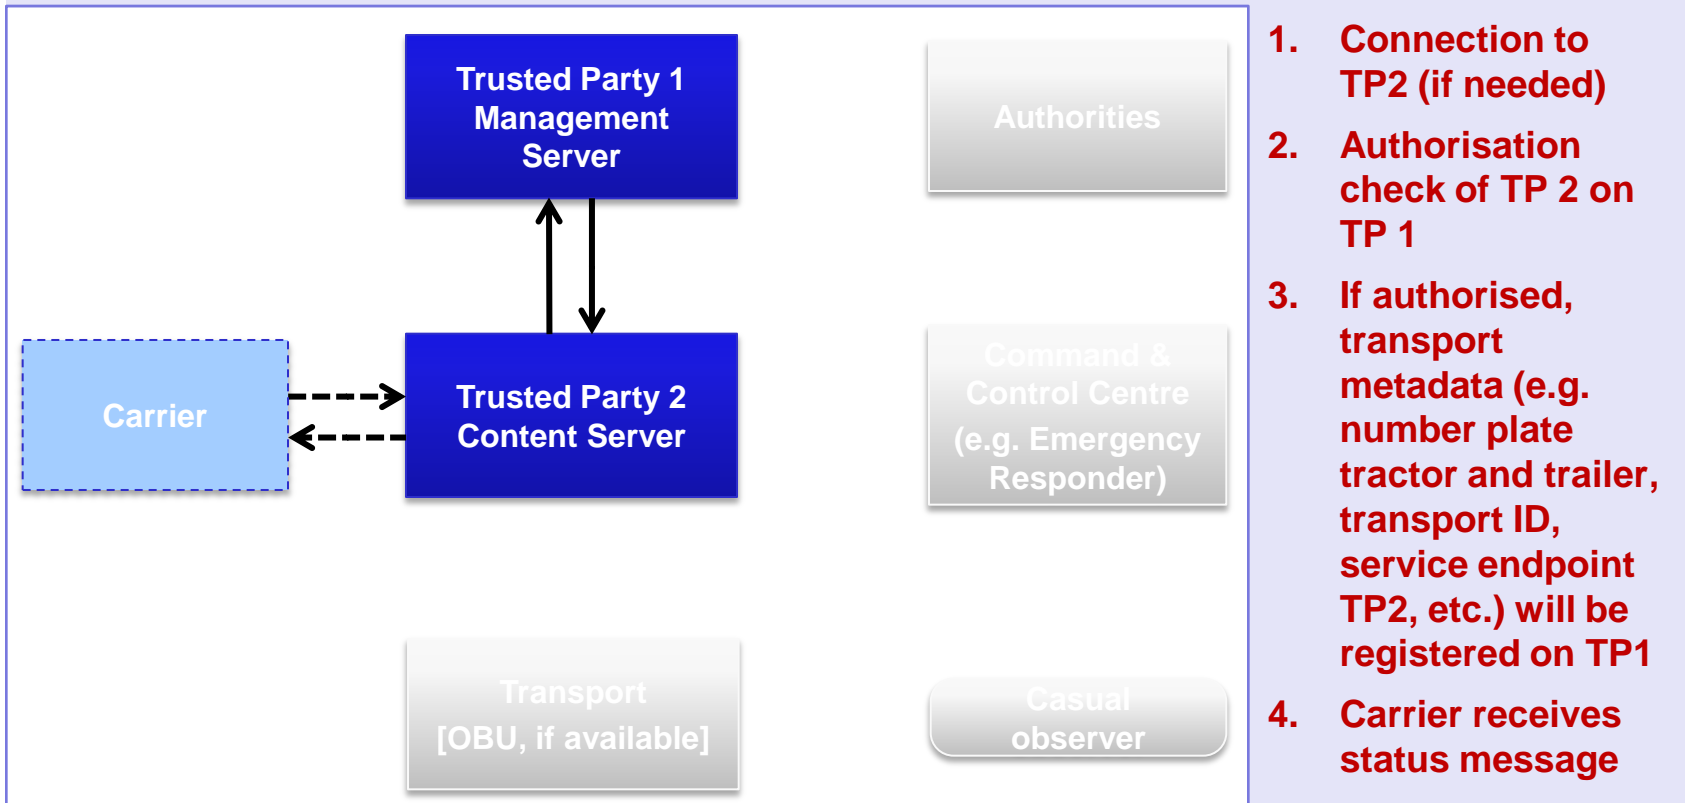 Trusted Party 1
Management
Server
Authorities
Carrier
Trusted Party 2
Content Server
Command &
Control Centre
(e.g. Emergency
Responder)
Transport
[OBU, if available]
Casual
observer
1. Connection to
TP2 (if needed)
2. Authorisation
check of TP 2 on
TP 1
3. If authorised,
transport
metadata (e.g.
number plate
tractor and trailer,
transport ID,
service endpoint
TP2, etc.) will be
registered on TP1
4. Carrier receives
status message